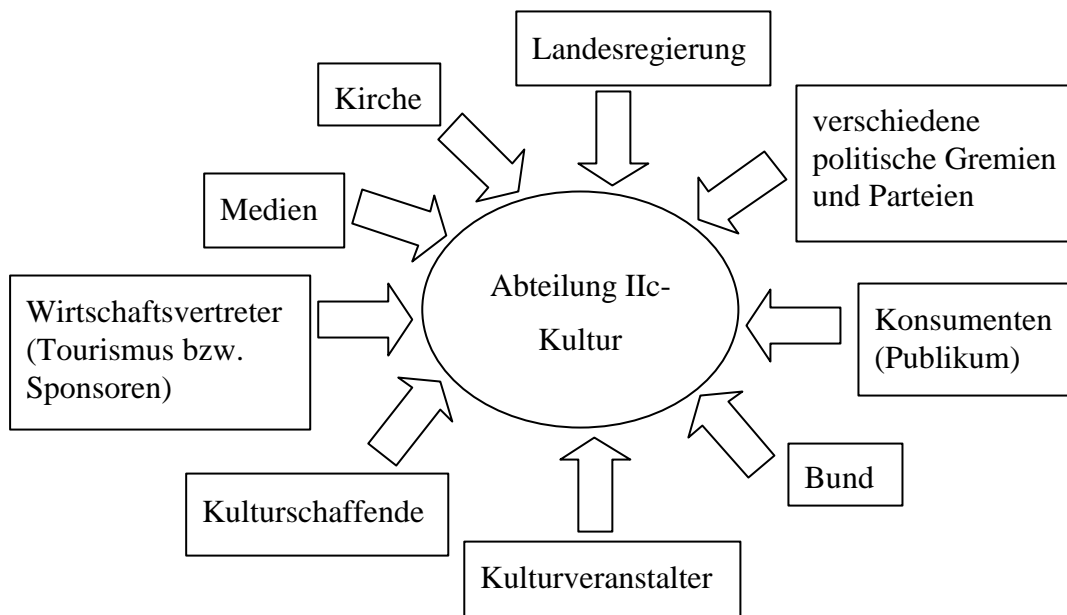 Landesregierung
Kirche
verschiedene
politische Gremien
und Parteien
Medien
Abteilung IIc-
Kultur
Wirtschaftsvertreter
(Tourismus bzw.
Sponsoren)
Konsumenten
(Publikum)
Bund
Kulturschaffende
Kulturveranstalter